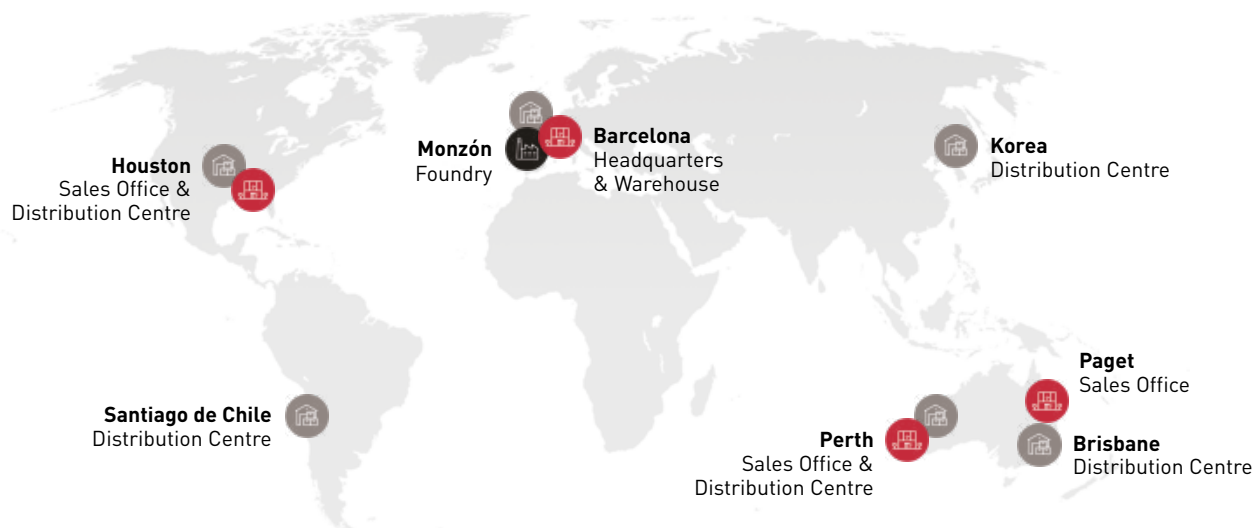 Houston
Sales Office &
Distribution Centre
Monzón
Foundry
Barcelona
Headquarters
& Warehouse
Korea
Distribution Centre
Santiago de Chile
Distribution Centre
Perth
Sales Office &
Distribution Centre
Paget
Sales Office
Brisbane
Distribution Centre